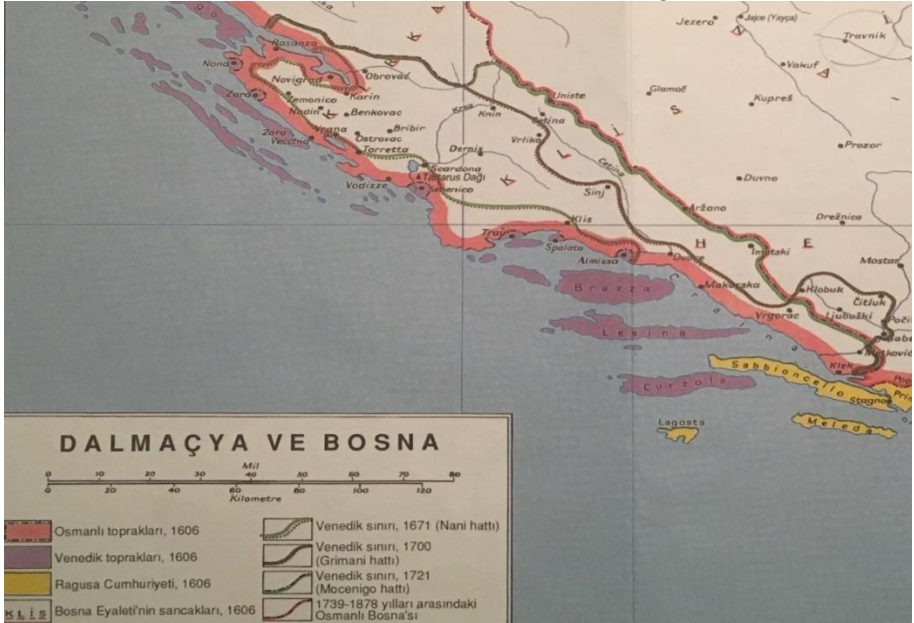 Jezero
Jajce (Yayça)
Travnik
Vakuf
Glamoč
Kupreš
Prozor
Duvno
Drežnica
Mostar
Rasanza
Nona
Novigrad
Obrovaš
Zara
Zemonico
Karin
Nadin
Benkovac
Zara
Vecchia
Vrana
Ostrovac
Bribir
Torretta
Knin
Uniste
Cetina
Vrlika
Derniş
Cetina
Scardona
Tartarus Dağı
Sebenico
Vodizze
Sinj
Klis
Aržano
Trau
Spalato
Almissa
Duore
Imotski
H E
K L I S
Makarska
Klobuk
Čitluk
Vrgorac
Ljubuški
Brazza
Lesina
Curzola
Sabbioncello
Klek
Stagno
Lagosta
Meleda
DALMAÇYA VE BOSNA
Mil
0 10 20 30 40 50 60 70 80
0 20 40 60 80 100 120
Kilometre
Osmanlı toprakları, 1606
Venedik toprakları, 1606
Ragusa Cumhuriyeti, 1606
KLİS Bosna Eyaleti'nin sancakları, 1606
Venedik sınırı, 1671 (Nani hattı)
Venedik sınırı, 1700
(Grimani hattı)
Venedik sınırı, 1721
(Mocenigo hattı)
1739-1878 yılları arasındaki
Osmanlı Bosna'sı